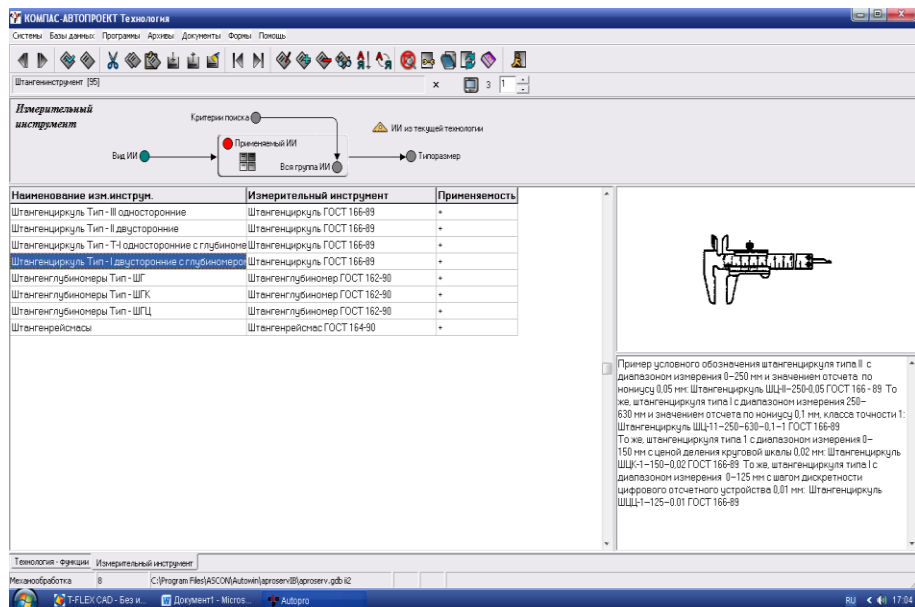 КОМПАС-АВТОПРОЕКТ Технология
Системы Базы данных Программы Архивы Документы Формы Помощь
Штангенинструмент [95] x 3 1
Измерительный
инструмент
Критерии поиска
ИИ из текущей технологии
Применяемый ИИ
Вид ИИ
Вся группа ИИ
Типоразмер
Наименование изм.инструм. Измерительный инструмент Применяемость
Штангенциркуль Тип - III односторонние Штангенциркуль ГОСТ 166-89 +
Штангенциркуль Тип - II двусторонние Штангенциркуль ГОСТ 166-89 +
Штангенциркуль Тип - Т-I односторонние с глубиноме Штангенциркуль ГОСТ 166-89 +
Штангенциркуль Тип - I двусторонние с глубиномером Штангенциркуль ГОСТ 166-89 +
Штангенглубиномеры Тип - ШГ Штангенглубиномер ГОСТ 162-90 +
Штангенглубиномеры Тип - ШГК Штангенглубиномер ГОСТ 162-90 +
Штангенглубиномеры Тип - ШГЦ Штангенглубиномер ГОСТ 162-90 +
Штангенрейсмасы Штангенрейсмас ГОСТ 164-90 +
Пример условного обозначения штангенциркуля типа II с
диапазоном измерения 0–250 мм и значением отсчета по
нониусу 0,05 мм: Штангенциркуль ШЦ-II–250-0,05 ГОСТ 166 - 89 То
же, штангенциркуля типа I с диапазоном измерения 250–
630 мм и значением отсчета по нониусу 0,1 мм, класса точности 1:
Штангенциркуль ШЦ-11–250–630–0,1–1 ГОСТ 166-89
То же, штангенциркуля типа 1 с диапазоном измерения 0–
150 мм с ценой деления круговой шкалы 0,02 мм: Штангенциркуль
ШЦК-1–150–0,02 ГОСТ 166-89 То же, штангенциркуля типа I с
диапазоном измерения 0–125 мм с шагом дискретности
цифрового отсчетного устройства 0,01 мм: Штангенциркуль
ШЦЦ-1–125–0.01 ГОСТ 166-89
Технология - функции Измерительный инструмент
Механообработка 8 C:\Program Files\ASCON\Autowin\aproservIB\aproserv.gdb ii2
T-FLEX CAD - Без и... Документ1 - Micros... Autopro RU 17:04